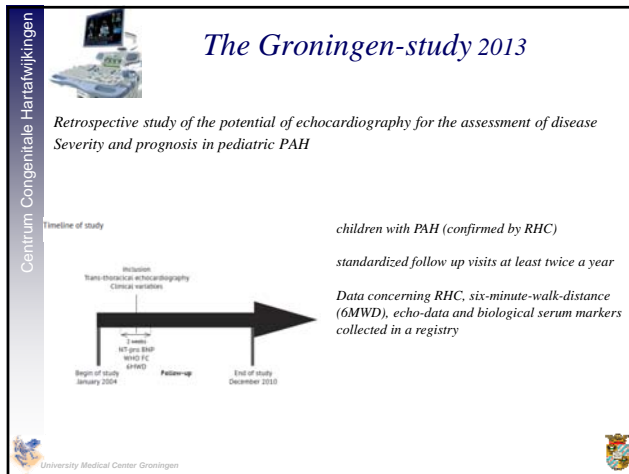 Centrum Congenitale Hartafwijkingen
The Groningen-study 2013
Retrospective study of the potential of echocardiography for the assessment of disease
Severity and prognosis in pediatric PAH
Timeline of study
Inclusion
Trans-thoracical echocardiography
Clinical variables
2 weeks
NT-pro BNP
WHO FC
6MWD
Begin of study
January 2004
Follow-up
End of study
December 2010
children with PAH (confirmed by RHC)
standardized follow up visits at least twice a year
Data concerning RHC, six-minute-walk-distance
(6MWD), echo-data and biological serum markers
collected in a registry
University Medical Center Groningen